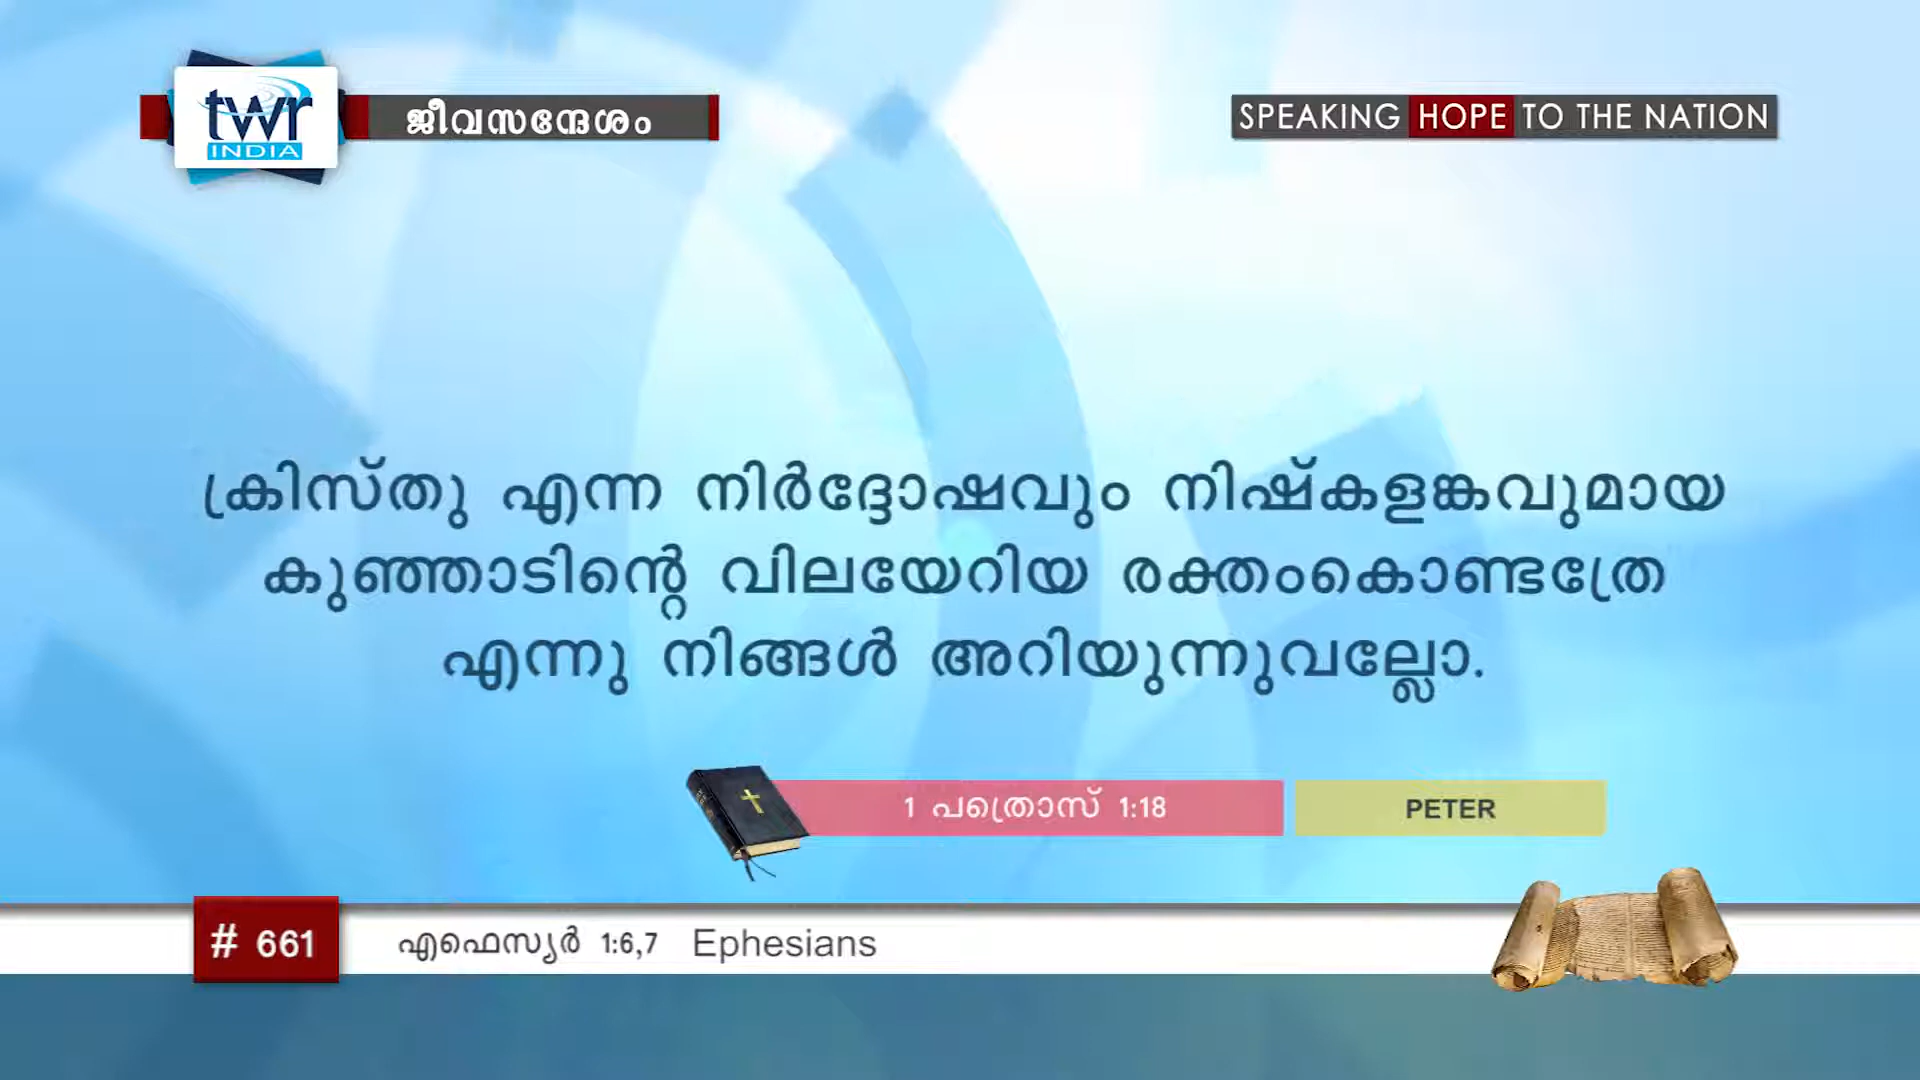 twr
INDIA
ജീവസന്ദേശം
SPEAKING HOPE TO THE NATION
ക്രിസ്തു എന്ന നിർദ്ദോഷവും നിഷ്കളങ്കവുമായ
കുഞ്ഞാടിന്റെ വിലയേറിയ രക്തംകൊണ്ടത്രേ
എന്നു നിങ്ങൾ അറിയുന്നുവല്ലോ.
1 പത്രൊസ് 1:18
PETER
# 661
എഫെസ്യർ 1:6,7 Ephesians